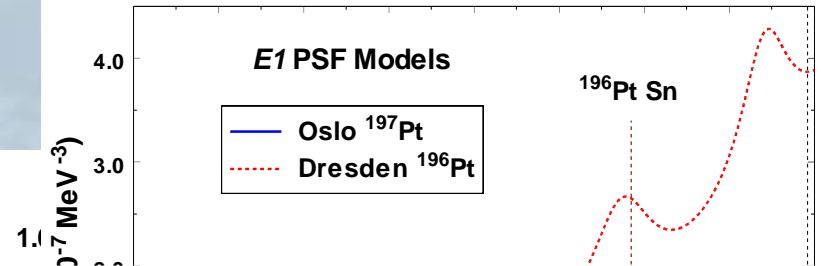 E1 PSF Models
4.0
¹⁹⁶Pt Sn
Oslo ¹⁹⁷Pt
Dresden ¹⁹⁶Pt
3.0
MeV⁻³)